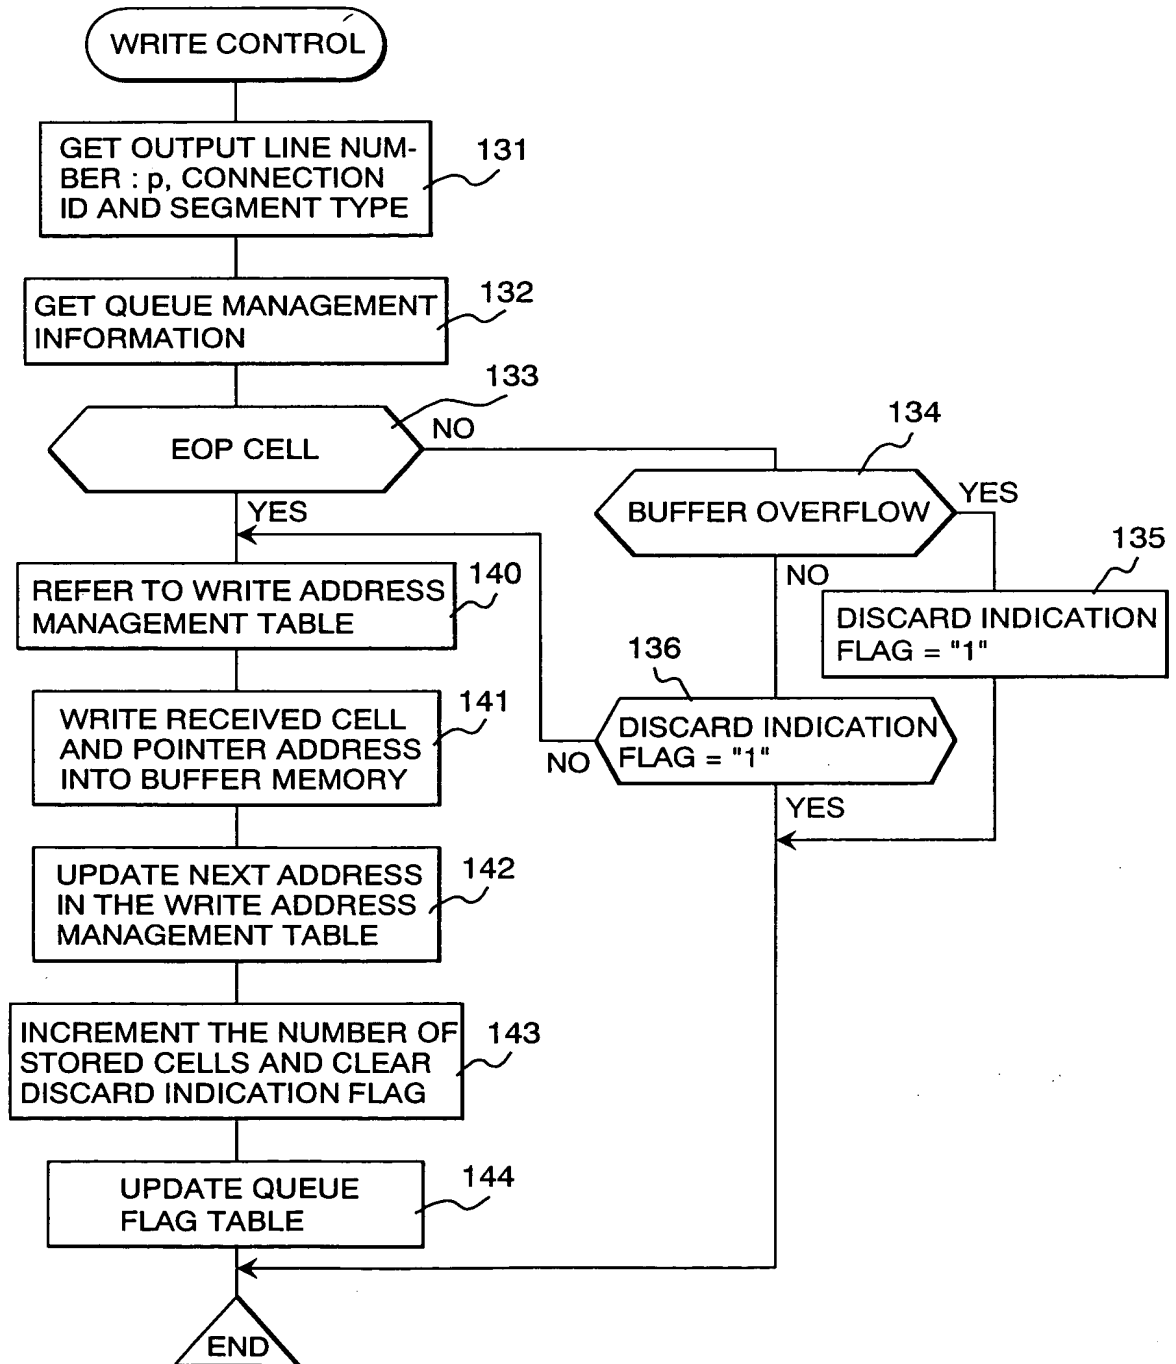 WRITE CONTROL
GET OUTPUT LINE NUM-
BER : p, CONNECTION
ID AND SEGMENT TYPE
131
GET QUEUE MANAGEMENT
INFORMATION
132
133
EOP CELL
NO
YES
134
BUFFER OVERFLOW
YES
NO
135
DISCARD INDICATION
FLAG = "1"
136
DISCARD INDICATION
FLAG = "1"
NO
YES
REFER TO WRITE ADDRESS
MANAGEMENT TABLE
140
WRITE RECEIVED CELL
AND POINTER ADDRESS
INTO BUFFER MEMORY
141
UPDATE NEXT ADDRESS
IN THE WRITE ADDRESS
MANAGEMENT TABLE
142
INCREMENT THE NUMBER OF
STORED CELLS AND CLEAR
DISCARD INDICATION FLAG
143
UPDATE QUEUE
FLAG TABLE
144
END